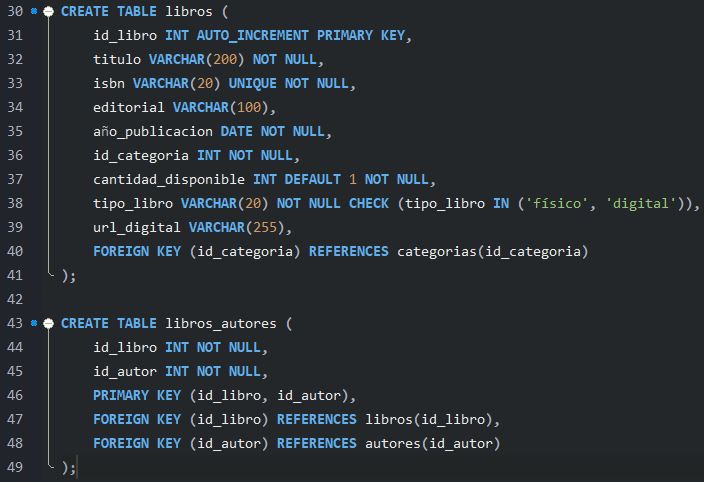 30 CREATE TABLE libros (
31 id_libro INT AUTO_INCREMENT PRIMARY KEY,
32 titulo VARCHAR(200) NOT NULL,
33 isbn VARCHAR(20) UNIQUE NOT NULL,
34 editorial VARCHAR(100),
35 año_publicacion DATE NOT NULL,
36 id_categoria INT NOT NULL,
37 cantidad_disponible INT DEFAULT 1 NOT NULL,
38 tipo_libro VARCHAR(20) NOT NULL CHECK (tipo_libro IN ('físico', 'digital')),
39 url_digital VARCHAR(255),
40 FOREIGN KEY (id_categoria) REFERENCES categorias(id_categoria)
41 );
42
43 CREATE TABLE libros_autores (
44 id_libro INT NOT NULL,
45 id_autor INT NOT NULL,
46 PRIMARY KEY (id_libro, id_autor),
47 FOREIGN KEY (id_libro) REFERENCES libros(id_libro),
48 FOREIGN KEY (id_autor) REFERENCES autores(id_autor)
49 );